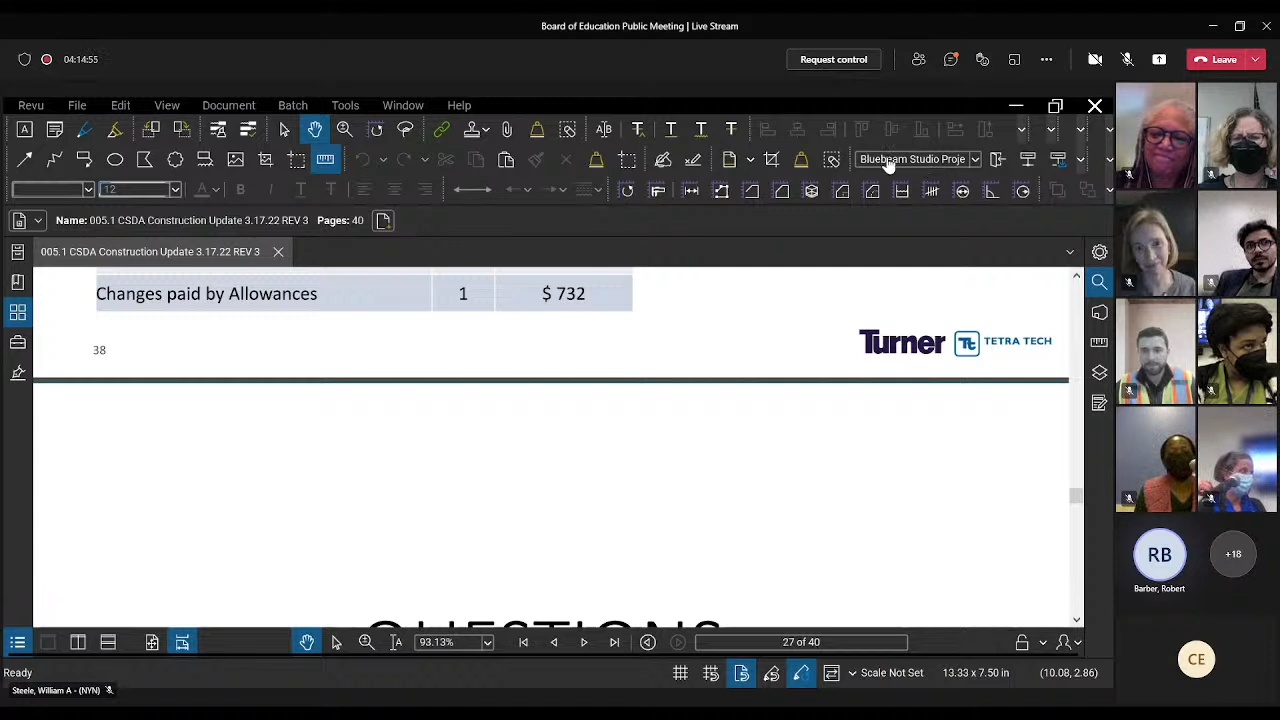 Board of Education Public Meeting | Live Stream
04:14:55
Request control
Leave
Revu File Edit View Document Batch Tools Window Help
Bluebeam Studio Proje
12
Name: 005.1 CSDA Construction Update 3.17.22 REV 3 Pages: 40
005.1 CSDA Construction Update 3.17.22 REV 3
Changes paid by Allowances 1 $ 732
38
Turner
Tt TETRA TECH
QUESTIONS
93.13%
27 of 40
Ready
Scale Not Set
13.33 x 7.50 in
(10.08, 2.86)
Steele, William A - (NYN)
RB
Barber, Robert
+18
CE